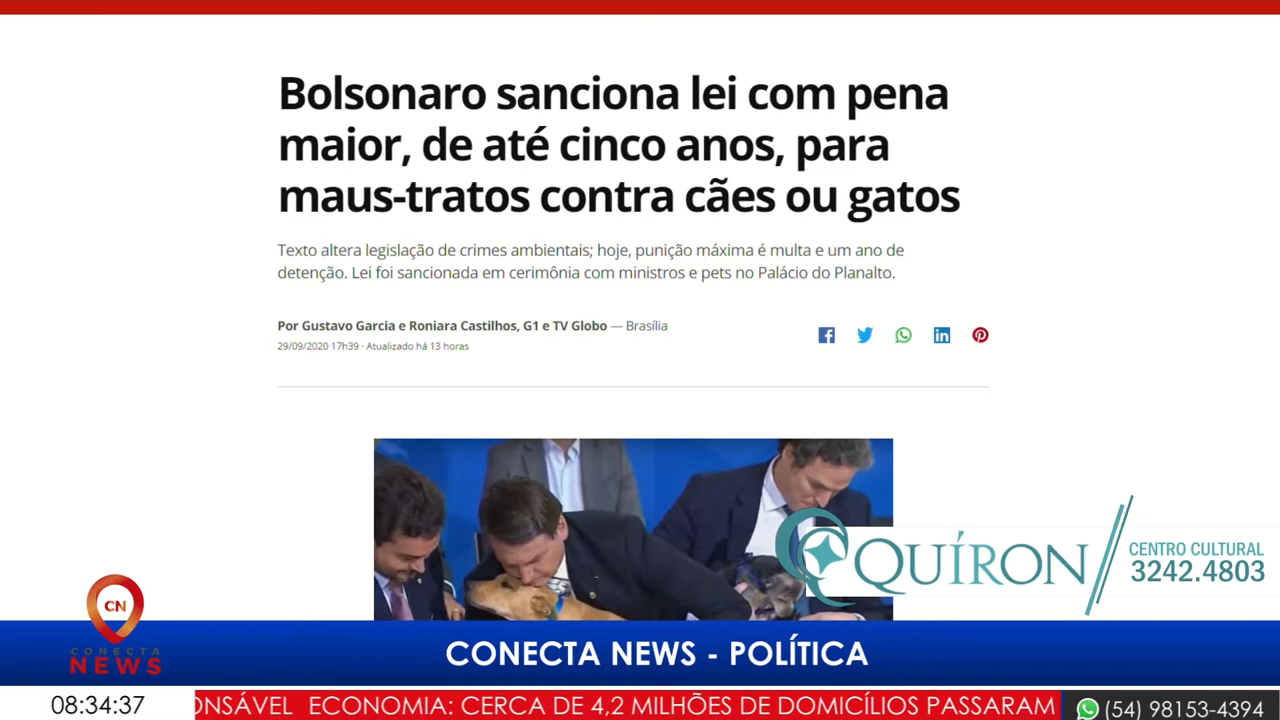 Bolsonaro sanciona lei com pena
maior, de até cinco anos, para
maus-tratos contra cães ou gatos
Texto altera legislação de crimes ambientais; hoje, punição máxima é multa e um ano de
detenção. Lei foi sancionada em cerimônia com ministros e pets no Palácio do Planalto.
Por Gustavo Garcia e Roniara Castilhos, G1 e TV Globo — Brasília
29/09/2020 17h39 · Atualizado há 13 horas
QUÍRON
CENTRO CULTURAL
3242.4803
CN
CONECTA
NEWS
CONECTA NEWS - POLÍTICA
08:34:37
ONSÁVEL ECONOMIA: CERCA DE 4,2 MILHÕES DE DOMICÍLIOS PASSARAM
(54) 98153-4394